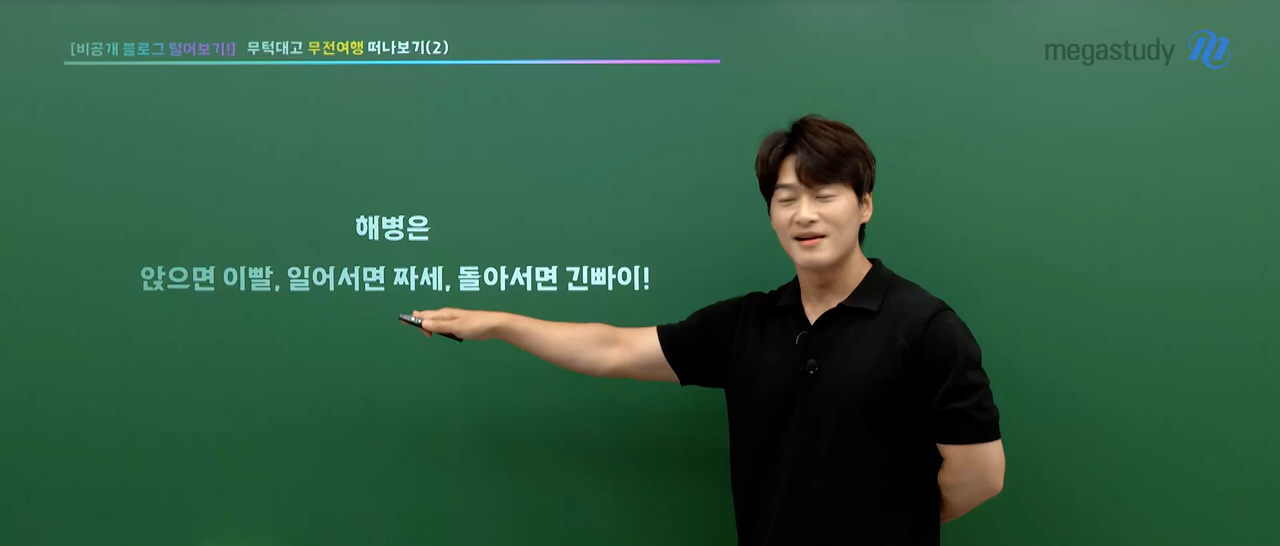 [비공개 블로그 털어보기!] 무턱대고 무전여행 떠나보기(2)
megastudy
해병은
앉으면 이빨, 일어서면 짜세, 돌아서면 긴빠이!